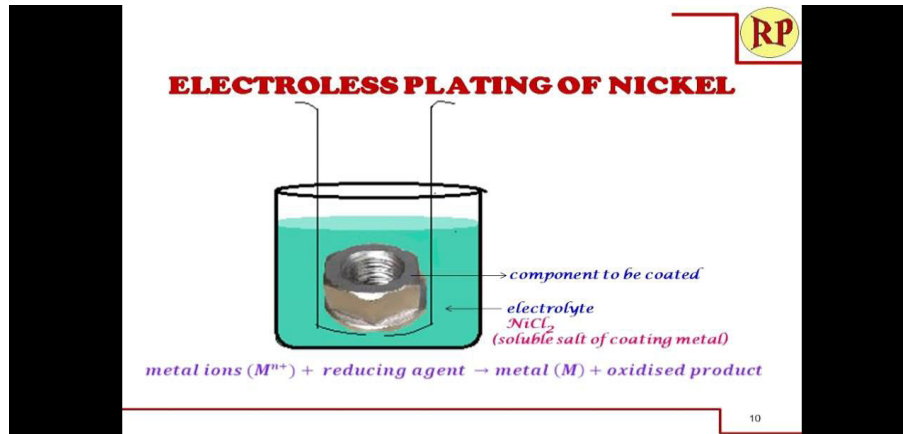 RP
ELECTROLESS PLATING OF NICKEL
component to be coated
electrolyte
NiCl₂
(soluble salt of coating metal)
metal ions (Mⁿ⁺) + reducing agent → metal (M) + oxidised product
10